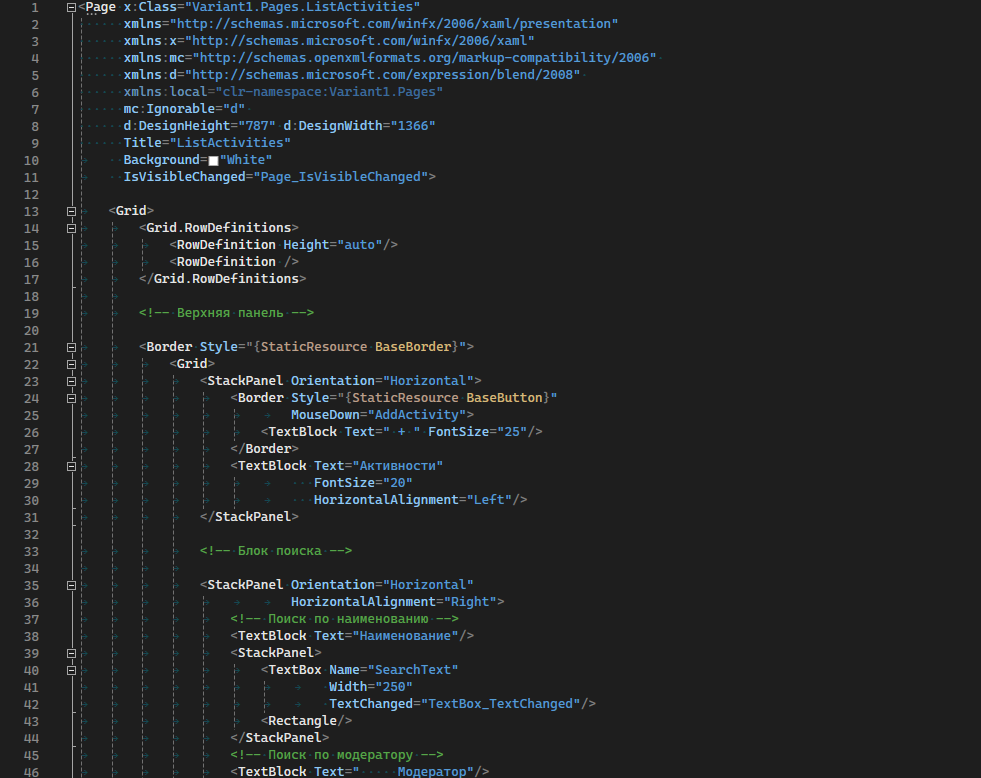 1 <Page x:Class="Variant1.Pages.ListActivities"
2 xmlns="http://schemas.microsoft.com/winfx/2006/xaml/presentation"
3 xmlns:x="http://schemas.microsoft.com/winfx/2006/xaml"
4 xmlns:mc="http://schemas.openxmlformats.org/markup-compatibility/2006"
5 xmlns:d="http://schemas.microsoft.com/expression/blend/2008"
6 xmlns:local="clr-namespace:Variant1.Pages"
7 mc:Ignorable="d"
8 d:DesignHeight="787" d:DesignWidth="1366"
9 Title="ListActivities"
10 Background="White"
11 IsVisibleChanged="Page_IsVisibleChanged">
12
13 <Grid>
14 <Grid.RowDefinitions>
15 <RowDefinition Height="auto"/>
16 <RowDefinition />
17 </Grid.RowDefinitions>
18
19 <!-- Верхняя панель -->
20
21 <Border Style="{StaticResource BaseBorder}">
22 <Grid>
23 <StackPanel Orientation="Horizontal">
24 <Border Style="{StaticResource BaseButton}"
25 MouseDown="AddActivity">
26 <TextBlock Text=" + " FontSize="25"/>
27 </Border>
28 <TextBlock Text="Активности"
29 FontSize="20"
30 HorizontalAlignment="Left"/>
31 </StackPanel>
32
33 <!-- Блок поиска -->
34
35 <StackPanel Orientation="Horizontal"
36 HorizontalAlignment="Right">
37 <!-- Поиск по наименованию -->
38 <TextBlock Text="Наименование"/>
39 <StackPanel>
40 <TextBox Name="SearchText"
41 Width="250"
42 TextChanged="TextBox_TextChanged"/>
43 <Rectangle/>
44 </StackPanel>
45 <!-- Поиск по модератору -->
46 <TextBlock Text="     Модератор"/>